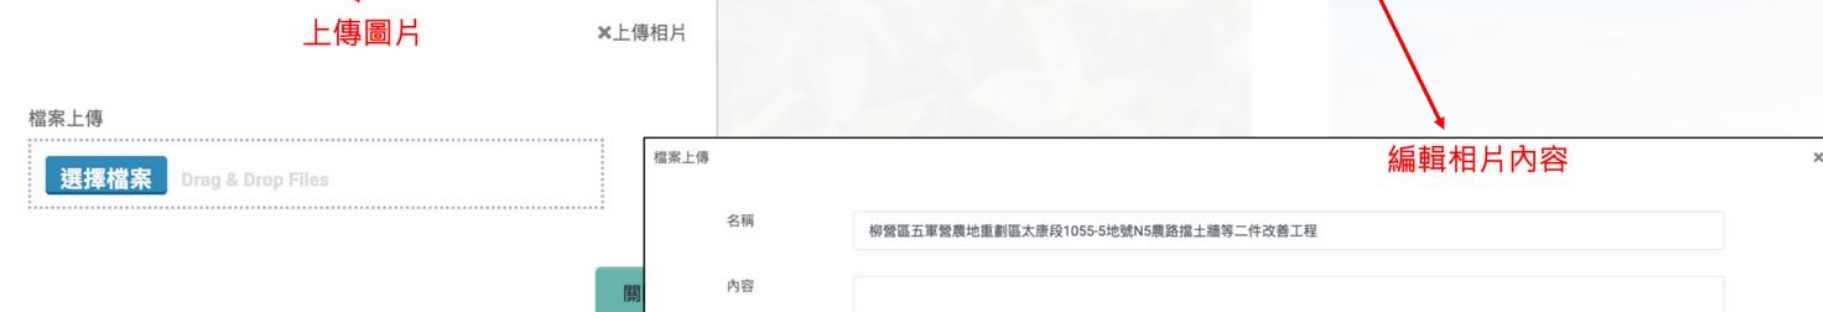 上傳圖片
×上傳相片
檔案上傳
選擇檔案 Drag & Drop Files
檔案上傳
編輯相片內容
×
名稱
柳營區五軍營農地重劃區太康段1055-5地號N5農路擋土牆等二件改善工程
關
內容